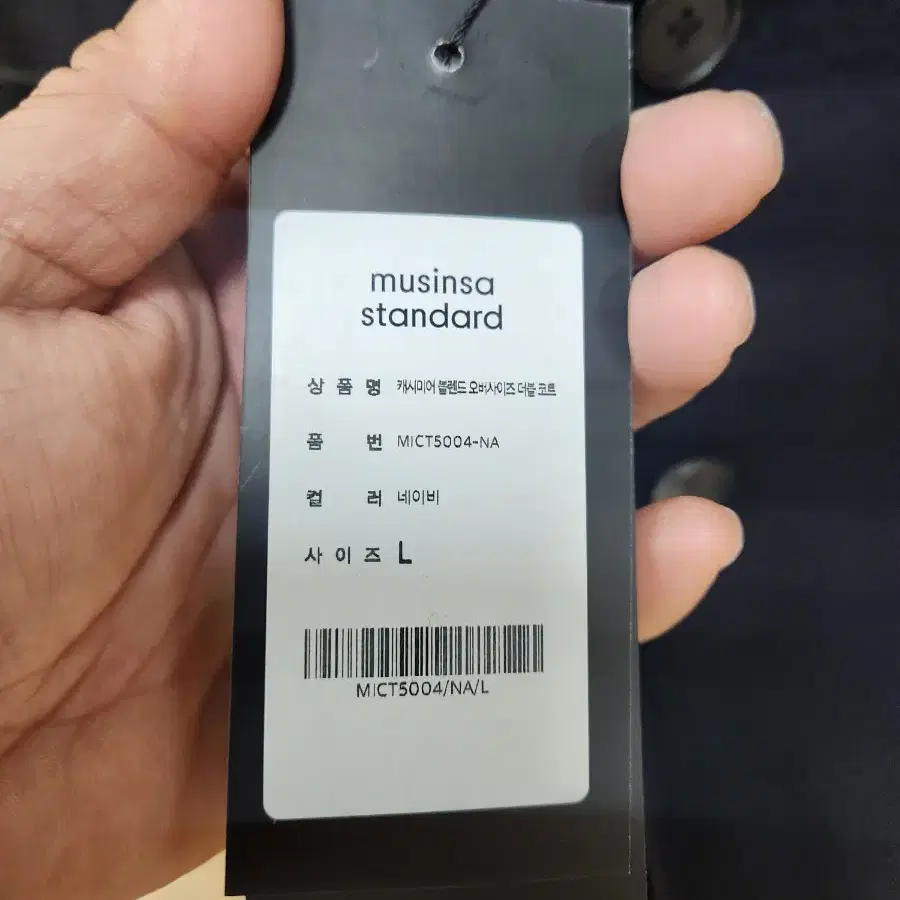 musinsa
standard
상 품 명 캐시미어 블렌드 오버사이즈 더블 코트
품 번 MICT5004-NA
컬 러 네이비
사 이 즈 L
MICT5004/NA/L